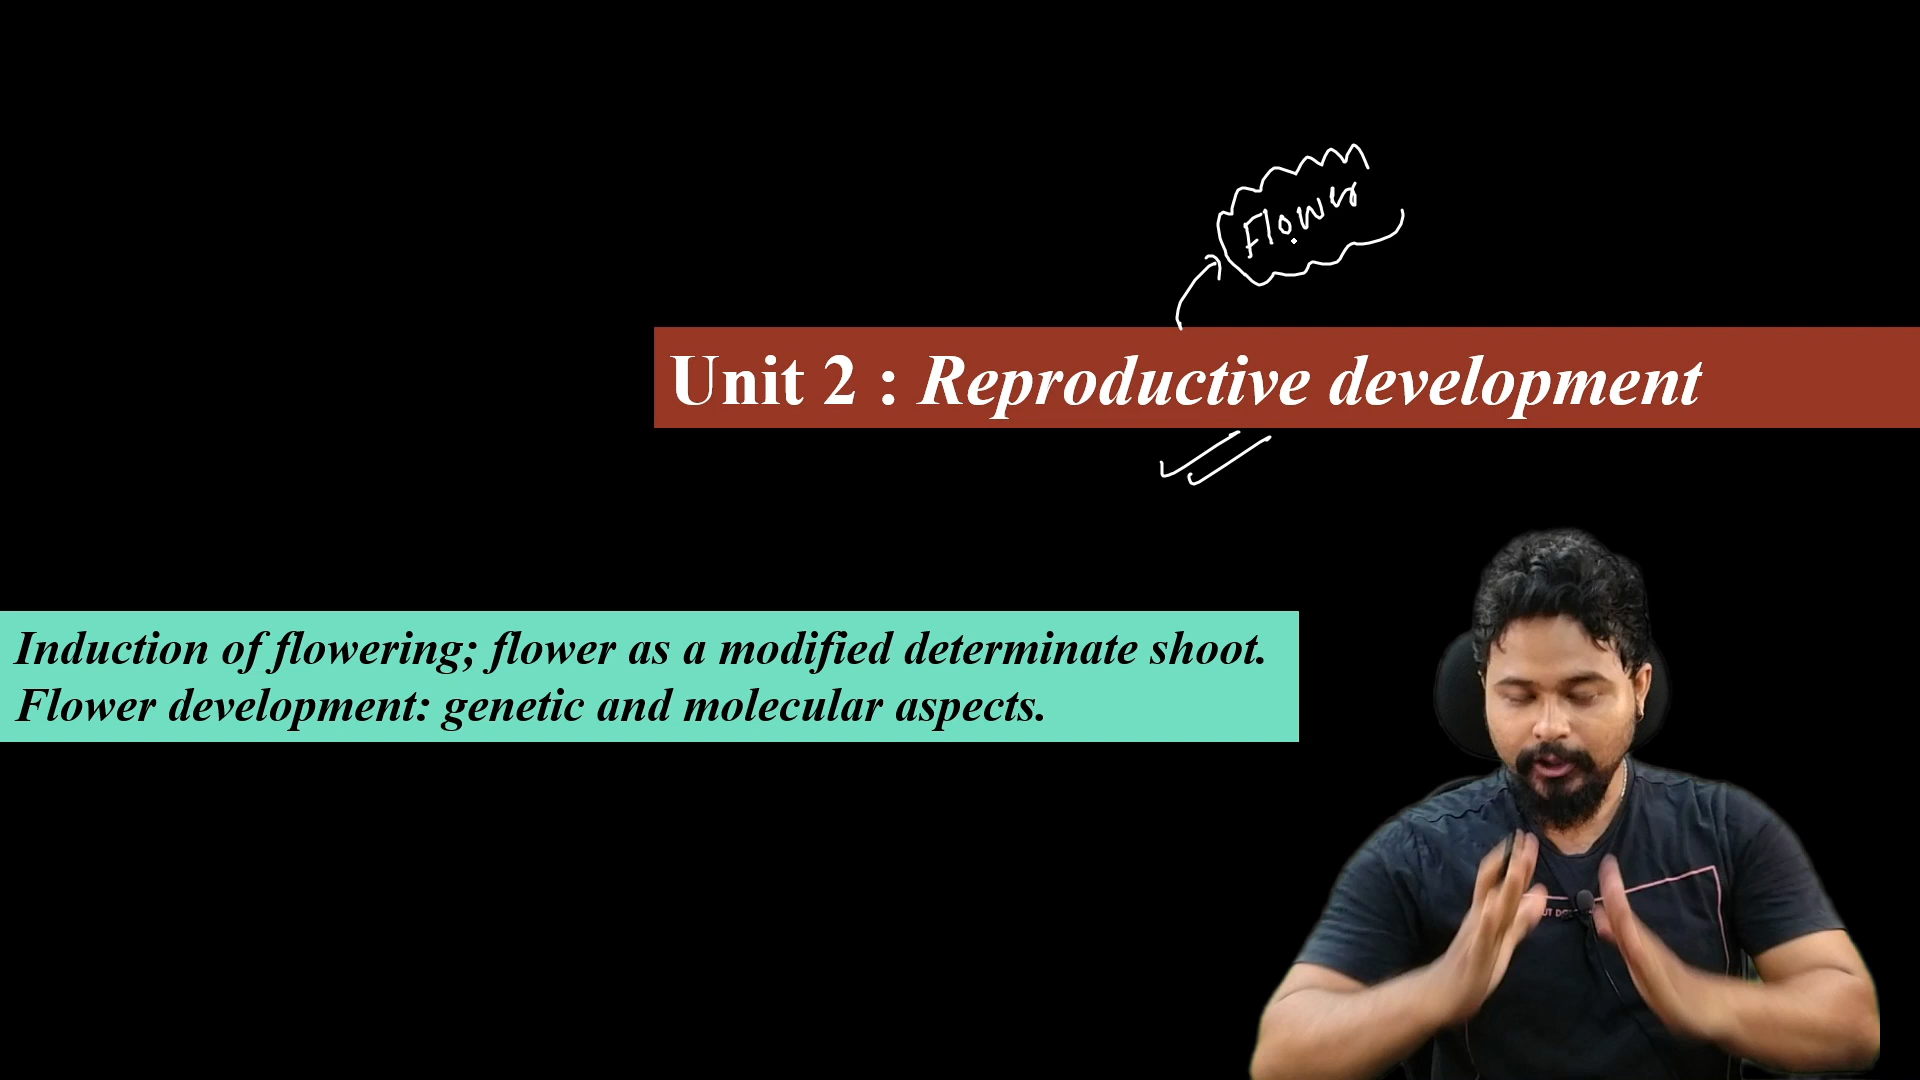 Flower
Unit 2 : Reproductive development
Induction of flowering; flower as a modified determinate shoot.
Flower development: genetic and molecular aspects.